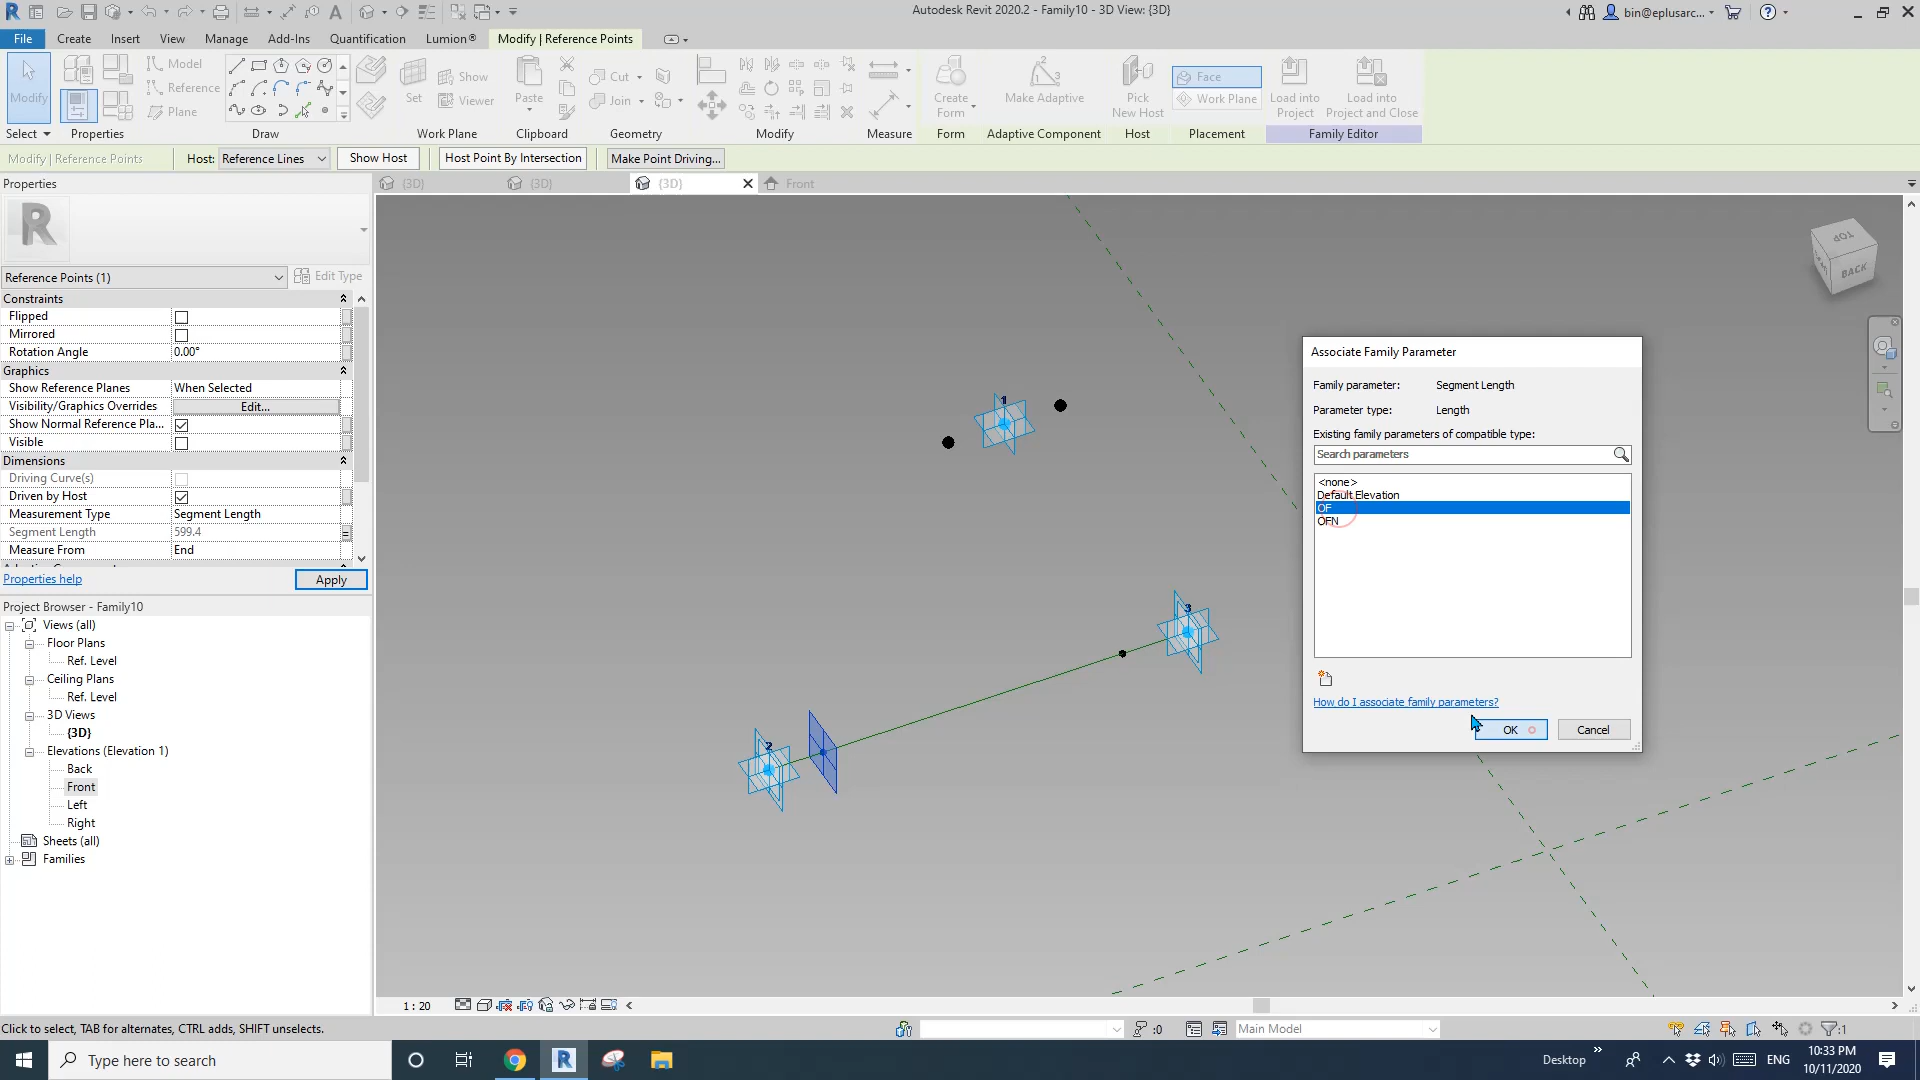 Autodesk Revit 2020.2 - Family10 - 3D View: {3D}
bin@eplusarc...
File Create Insert View Manage Add-Ins Quantification Lumion® Modify | Reference Points
Modify
Select
Properties
Model
Reference
Plane
Draw
Set
Show
Viewer
Work Plane
Paste
Clipboard
Cut
Join
Geometry
Modify
Measure
Create
Form
Form
Make Adaptive
Adaptive Component
Pick
New Host
Host
Face
Work Plane
Placement
Load into
Project
Load into
Project and Close
Family Editor
Modify | Reference Points
Host: Reference Lines Show Host Host Point By Intersection Make Point Driving...
Properties
{3D} {3D} {3D} Front
R
Reference Points (1) Edit Type
Constraints
Flipped
Mirrored
Rotation Angle 0.00°
Graphics
Show Reference Planes When Selected
Visibility/Graphics Overrides Edit...
Show Normal Reference Pla...
Visible
Dimensions
Driving Curve(s)
Driven by Host
Measurement Type Segment Length
Segment Length 599.4 =
Measure From End
Properties help Apply
Project Browser - Family10
Views (all)
Floor Plans
Ref. Level
Ceiling Plans
Ref. Level
3D Views
{3D}
Elevations (Elevation 1)
Back
Front
Left
Right
Sheets (all)
Families
1
2
3
TOP
BACK
Associate Family Parameter
Family parameter: Segment Length
Parameter type: Length
Existing family parameters of compatible type:
Search parameters
<none>
Default Elevation
OF
OFN
How do I associate family parameters?
OK Cancel
1 : 20
Click to select, TAB for alternates, CTRL adds, SHIFT unselects.
:0
Main Model
:1
Type here to search
Desktop
ENG
10:33 PM
10/11/2020